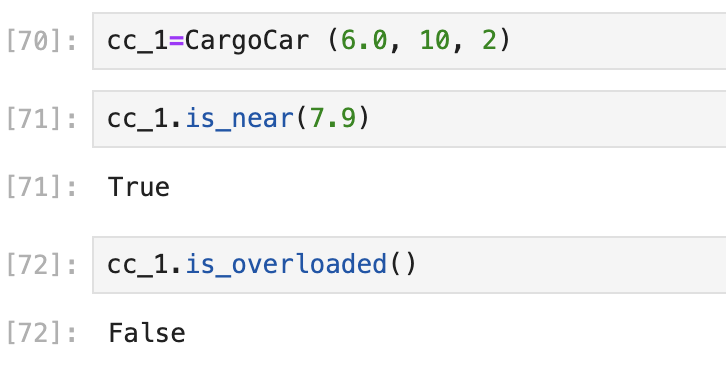 [70]: cc_1=CargoCar (6.0, 10, 2)
[71]: cc_1.is_near(7.9)
[71]: True
[72]: cc_1.is_overloaded()
[72]: False